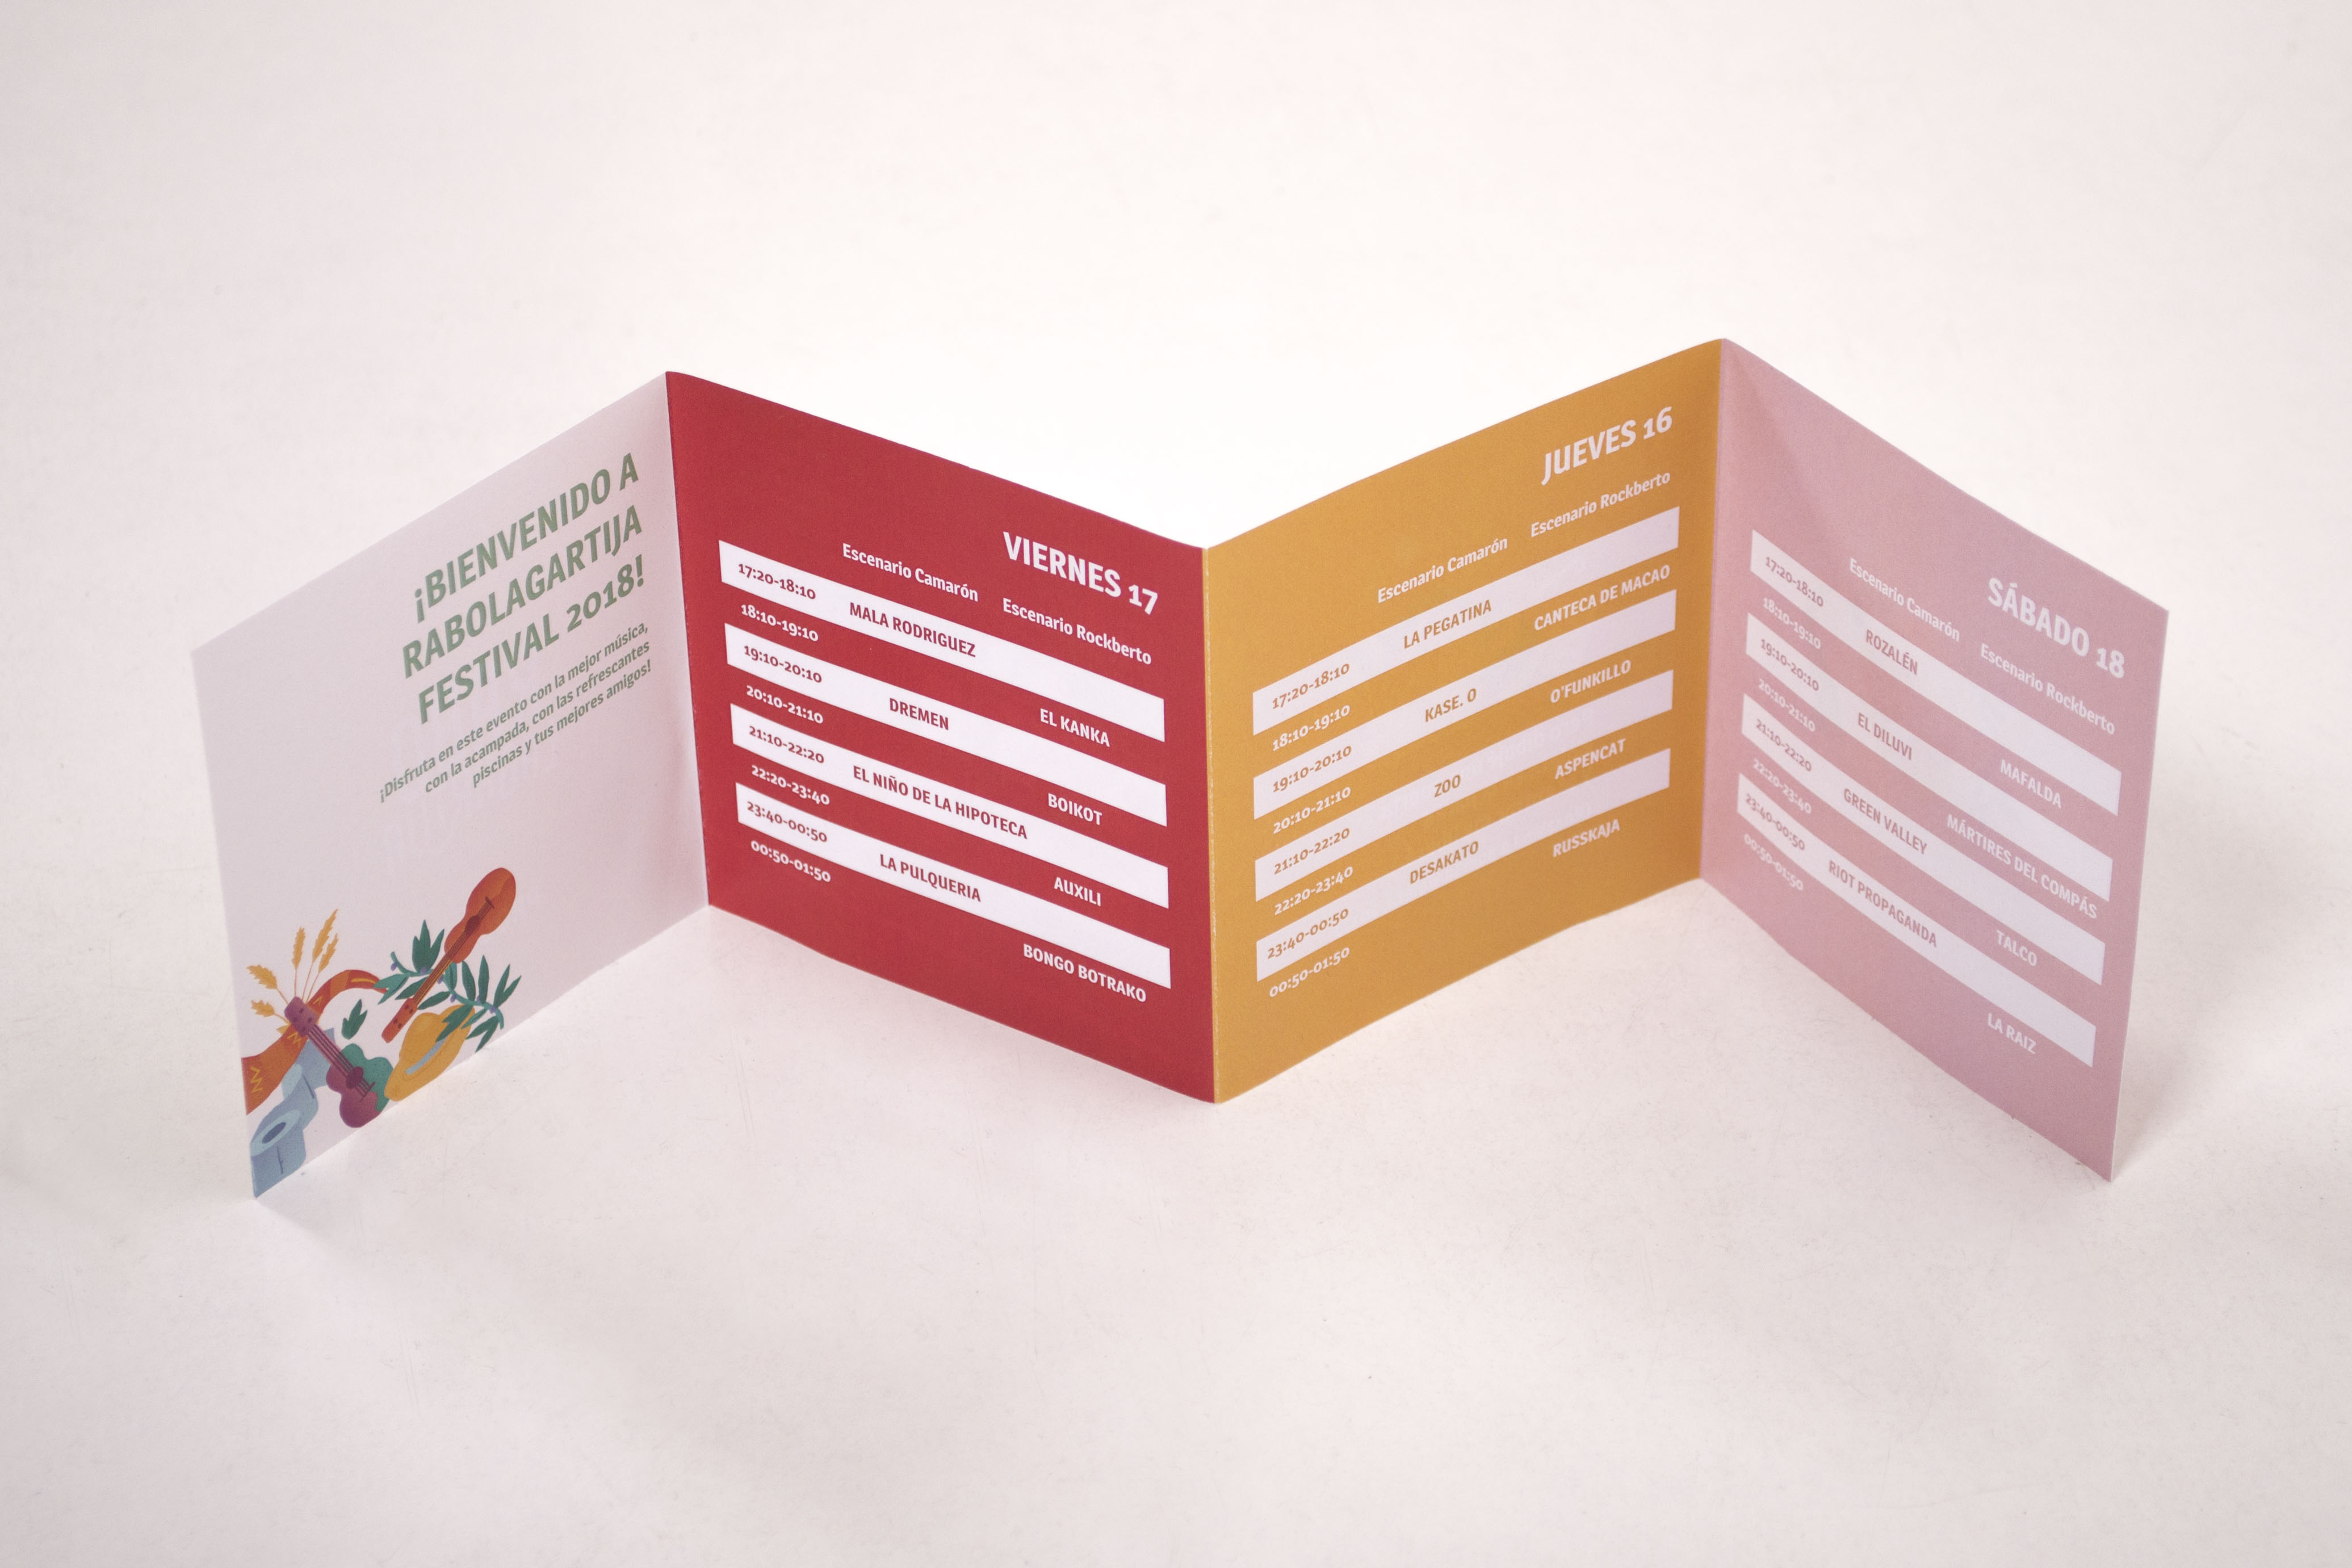 ¡BIENVENIDO A
RABOLAGARTIJA
FESTIVAL 2018!
¡Disfruta en este evento con la mejor música,
con la acampada, con las refrescantes
piscinas y tus mejores amigos!
VIERNES 17
Escenario Camarón Escenario Rockberto
17:20-18:10 MALA RODRIGUEZ
18:10-19:10 EL KANKA
19:10-20:10 DREMEN
20:10-21:10 BOIKOT
21:10-22:20 EL NIÑO DE LA HIPOTECA
22:20-23:40 AUXILI
23:40-00:50 LA PULQUERIA
00:50-01:50 BONGO BOTRAKO
JUEVES 16
Escenario Camarón Escenario Rockberto
17:20-18:10 LA PEGATINA
18:10-19:10 CANTECA DE MACAO
19:10-20:10 KASE. O
20:10-21:10 O'FUNKILLO
21:10-22:20 ZOO
22:20-23:40 ASPENCAT
23:40-00:50 DESAKATO
00:50-01:50 RUSSKAJA
SÁBADO 18
Escenario Camarón Escenario Rockberto
17:20-18:10 ROZALÉN
18:10-19:10 MAFALDA
19:10-20:10 EL DILUVI
20:10-21:10 MÁRTIRES DEL COMPÁS
21:10-22:20 GREEN VALLEY
22:20-23:40 TALCO
23:40-00:50 RIOT PROPAGANDA
00:50-01:50 LA RAIZ